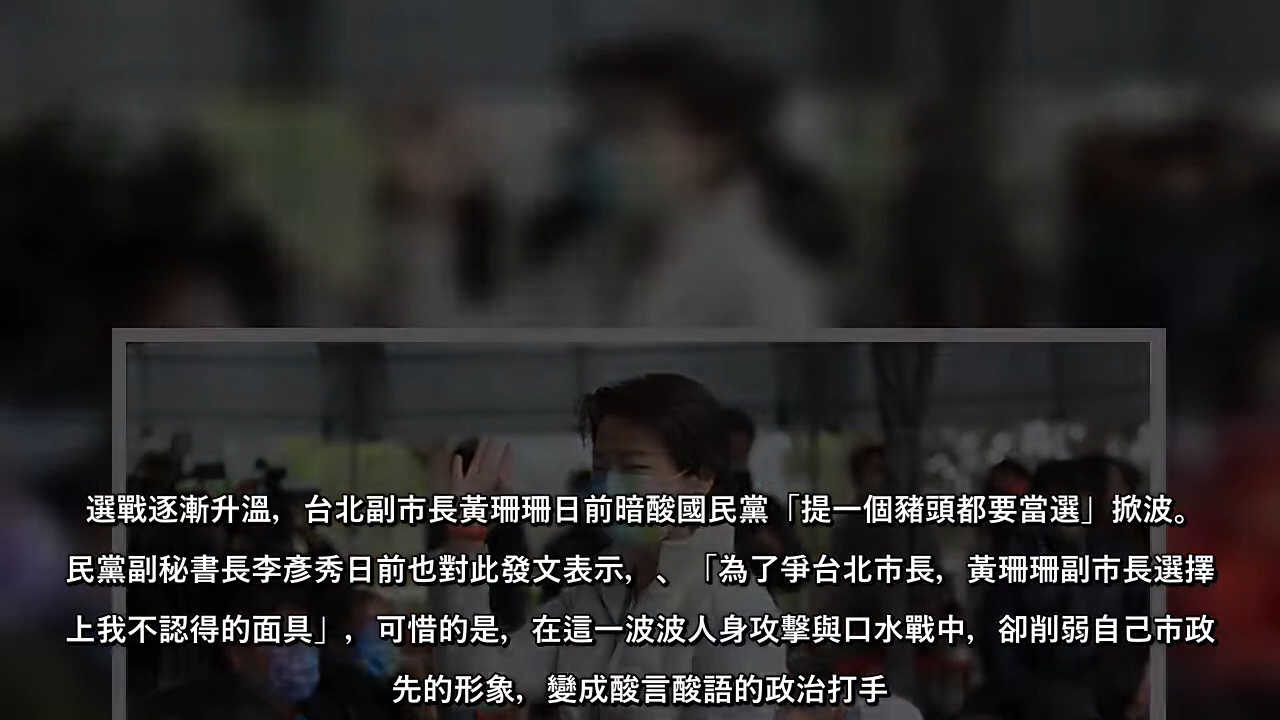 選戰逐漸升溫，台北副市長黃珊珊日前暗酸國民黨「提一個豬頭都要當選」掀波。
民黨副秘書長李彥秀日前也對此發文表示，、「為了爭台北市長，黃珊珊副市長選擇
上我不認得的面具」，可惜的是，在這一波波人身攻擊與口水戰中，卻削弱自己市政
先的形象，變成酸言酸語的政治打手